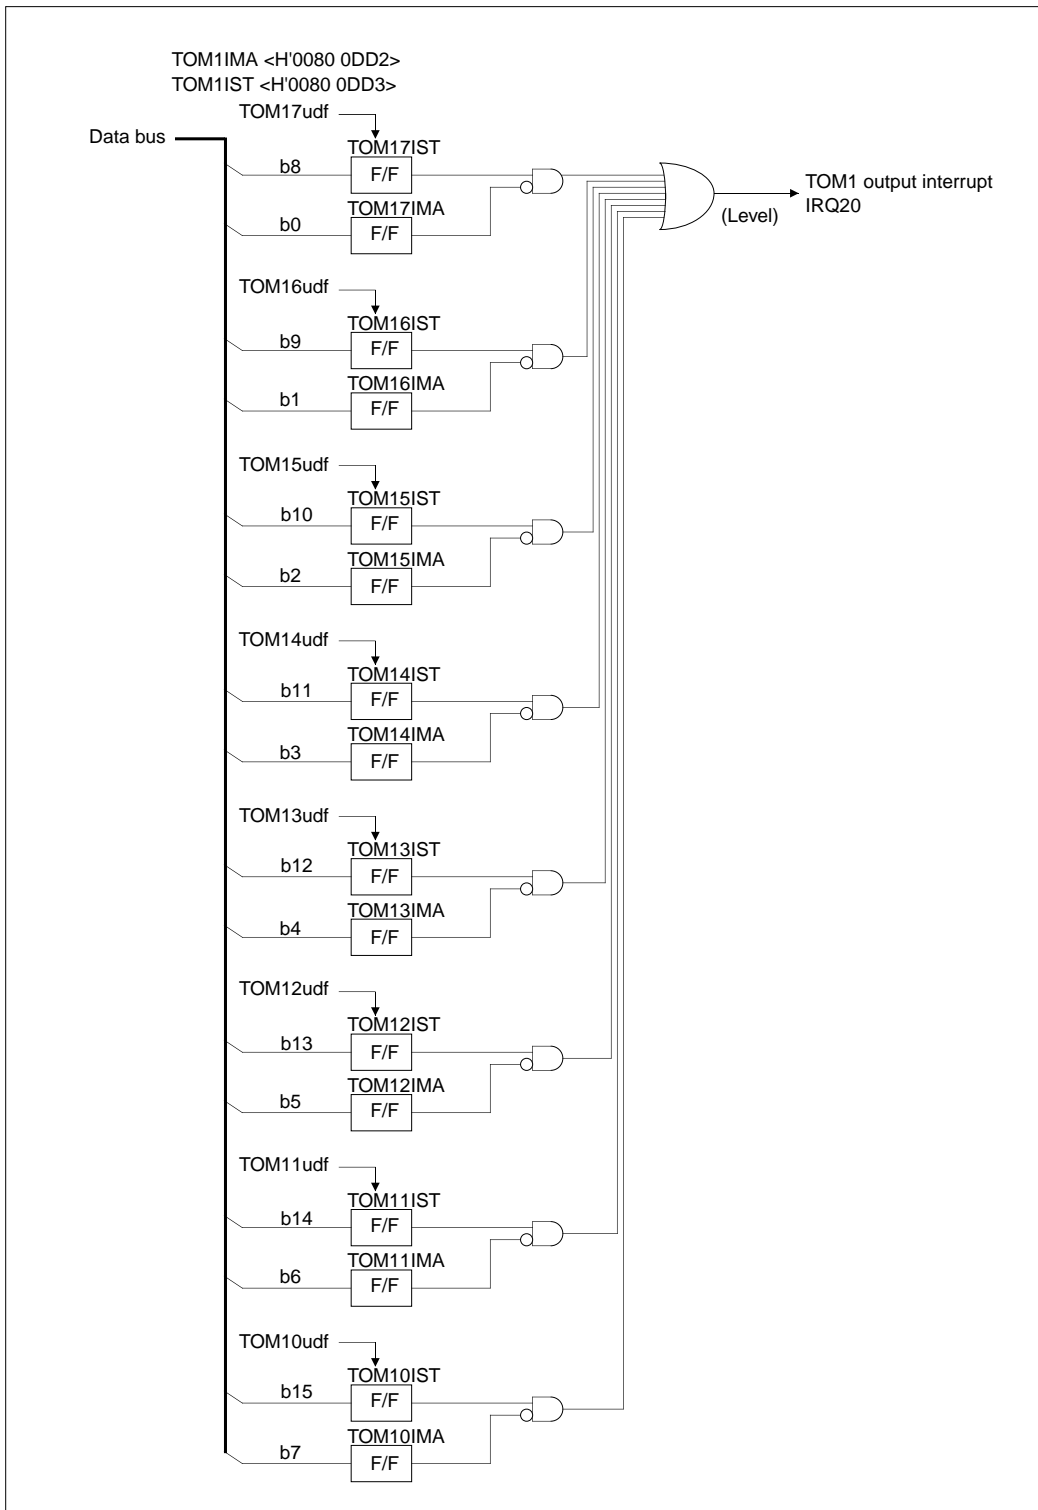 TOM1IMA <H'0080 0DD2>
TOM1IST <H'0080 0DD3>
TOM17udf
Data bus
TOM17IST
b8
F/F
TOM17IMA
b0
F/F
TOM1 output interrupt
IRQ20
(Level)
TOM16udf
TOM16IST
b9
F/F
TOM16IMA
b1
F/F
TOM15udf
TOM15IST
b10
F/F
TOM15IMA
b2
F/F
TOM14udf
TOM14IST
b11
F/F
TOM14IMA
b3
F/F
TOM13udf
TOM13IST
b12
F/F
TOM13IMA
b4
F/F
TOM12udf
TOM12IST
b13
F/F
TOM12IMA
b5
F/F
TOM11udf
TOM11IST
b14
F/F
TOM11IMA
b6
F/F
TOM10udf
TOM10IST
b15
F/F
TOM10IMA
b7
F/F